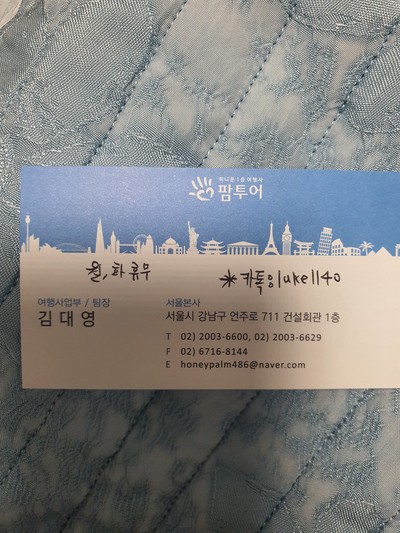 허니문 1등 여행사
팜투어
월, 화 휴무
*카톡 ID luke1140
여행사업부 / 팀장
김대영
서울본사
서울시 강남구 언주로 711 건설회관 1층
T 02) 2003-6600, 02) 2003-6629
F 02) 6716-8144
E honeypalm486@naver.com